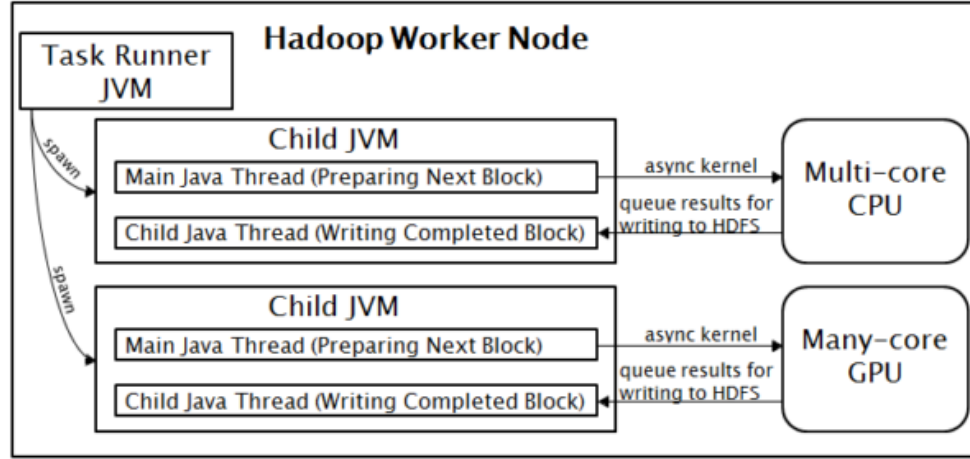 Hadoop Worker Node
Task Runner
JVM
spawn
spawn
Child JVM
Main Java Thread (Preparing Next Block)
Child Java Thread (Writing Completed Block)
async kernel
queue results for
writing to HDFS
Multi-core
CPU
Child JVM
Main Java Thread (Preparing Next Block)
Child Java Thread (Writing Completed Block)
async kernel
queue results for
writing to HDFS
Many-core
GPU